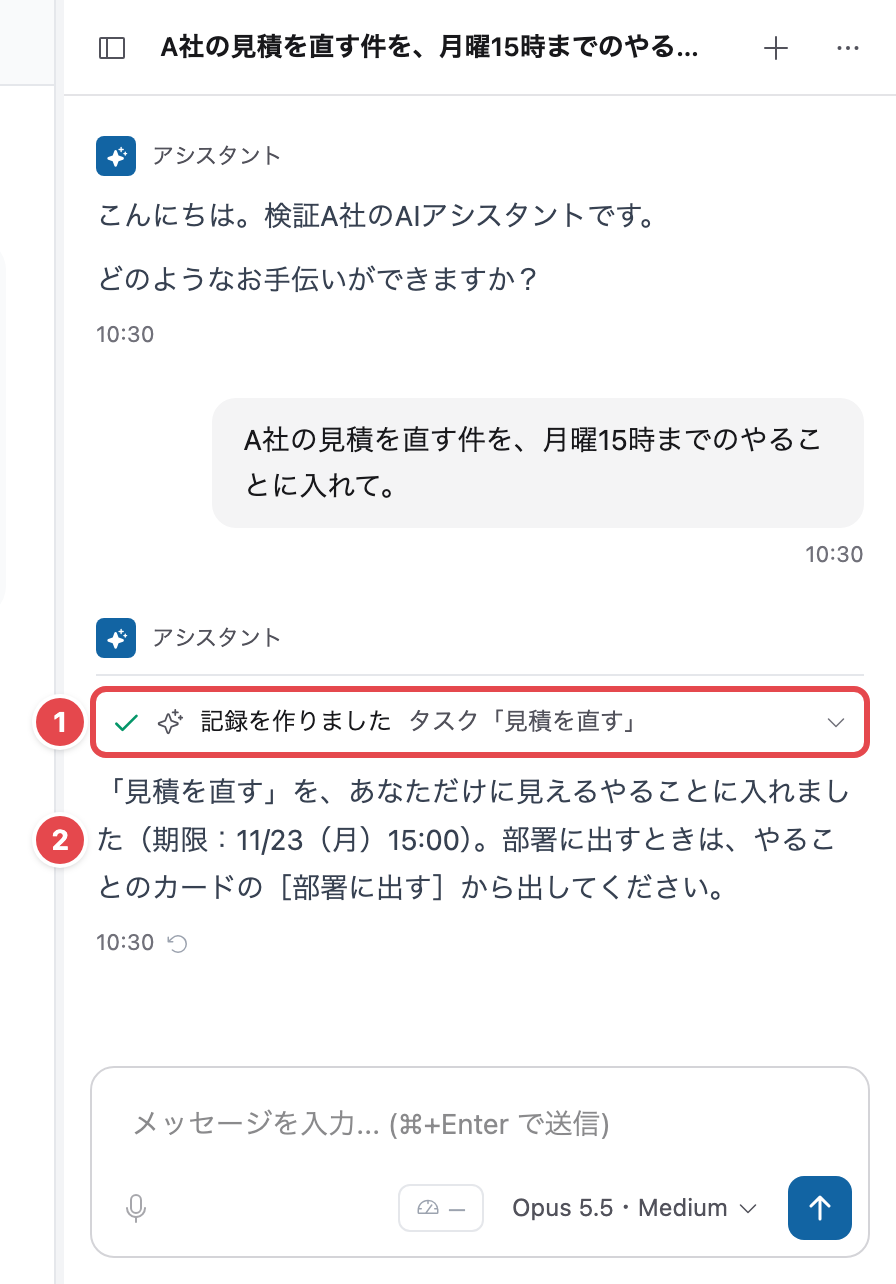 A社の見積を直す件を、月曜15時までのやる...
アシスタント
こんにちは。検証A社のAIアシスタントです。
どのようなお手伝いができますか？
10:30
A社の見積を直す件を、月曜15時までのやるこ
とに入れて。
10:30
アシスタント
1
記録を作りました タスク「見積を直す」
「見積を直す」を、あなただけに見えるやることに入れまし
2
た（期限：11/23（月）15:00）。部署に出すときは、やるこ
とのカードの［部署に出す］から出してください。
10:30
メッセージを入力... (⌘+Enter で送信)
—
Opus 5.5・Medium